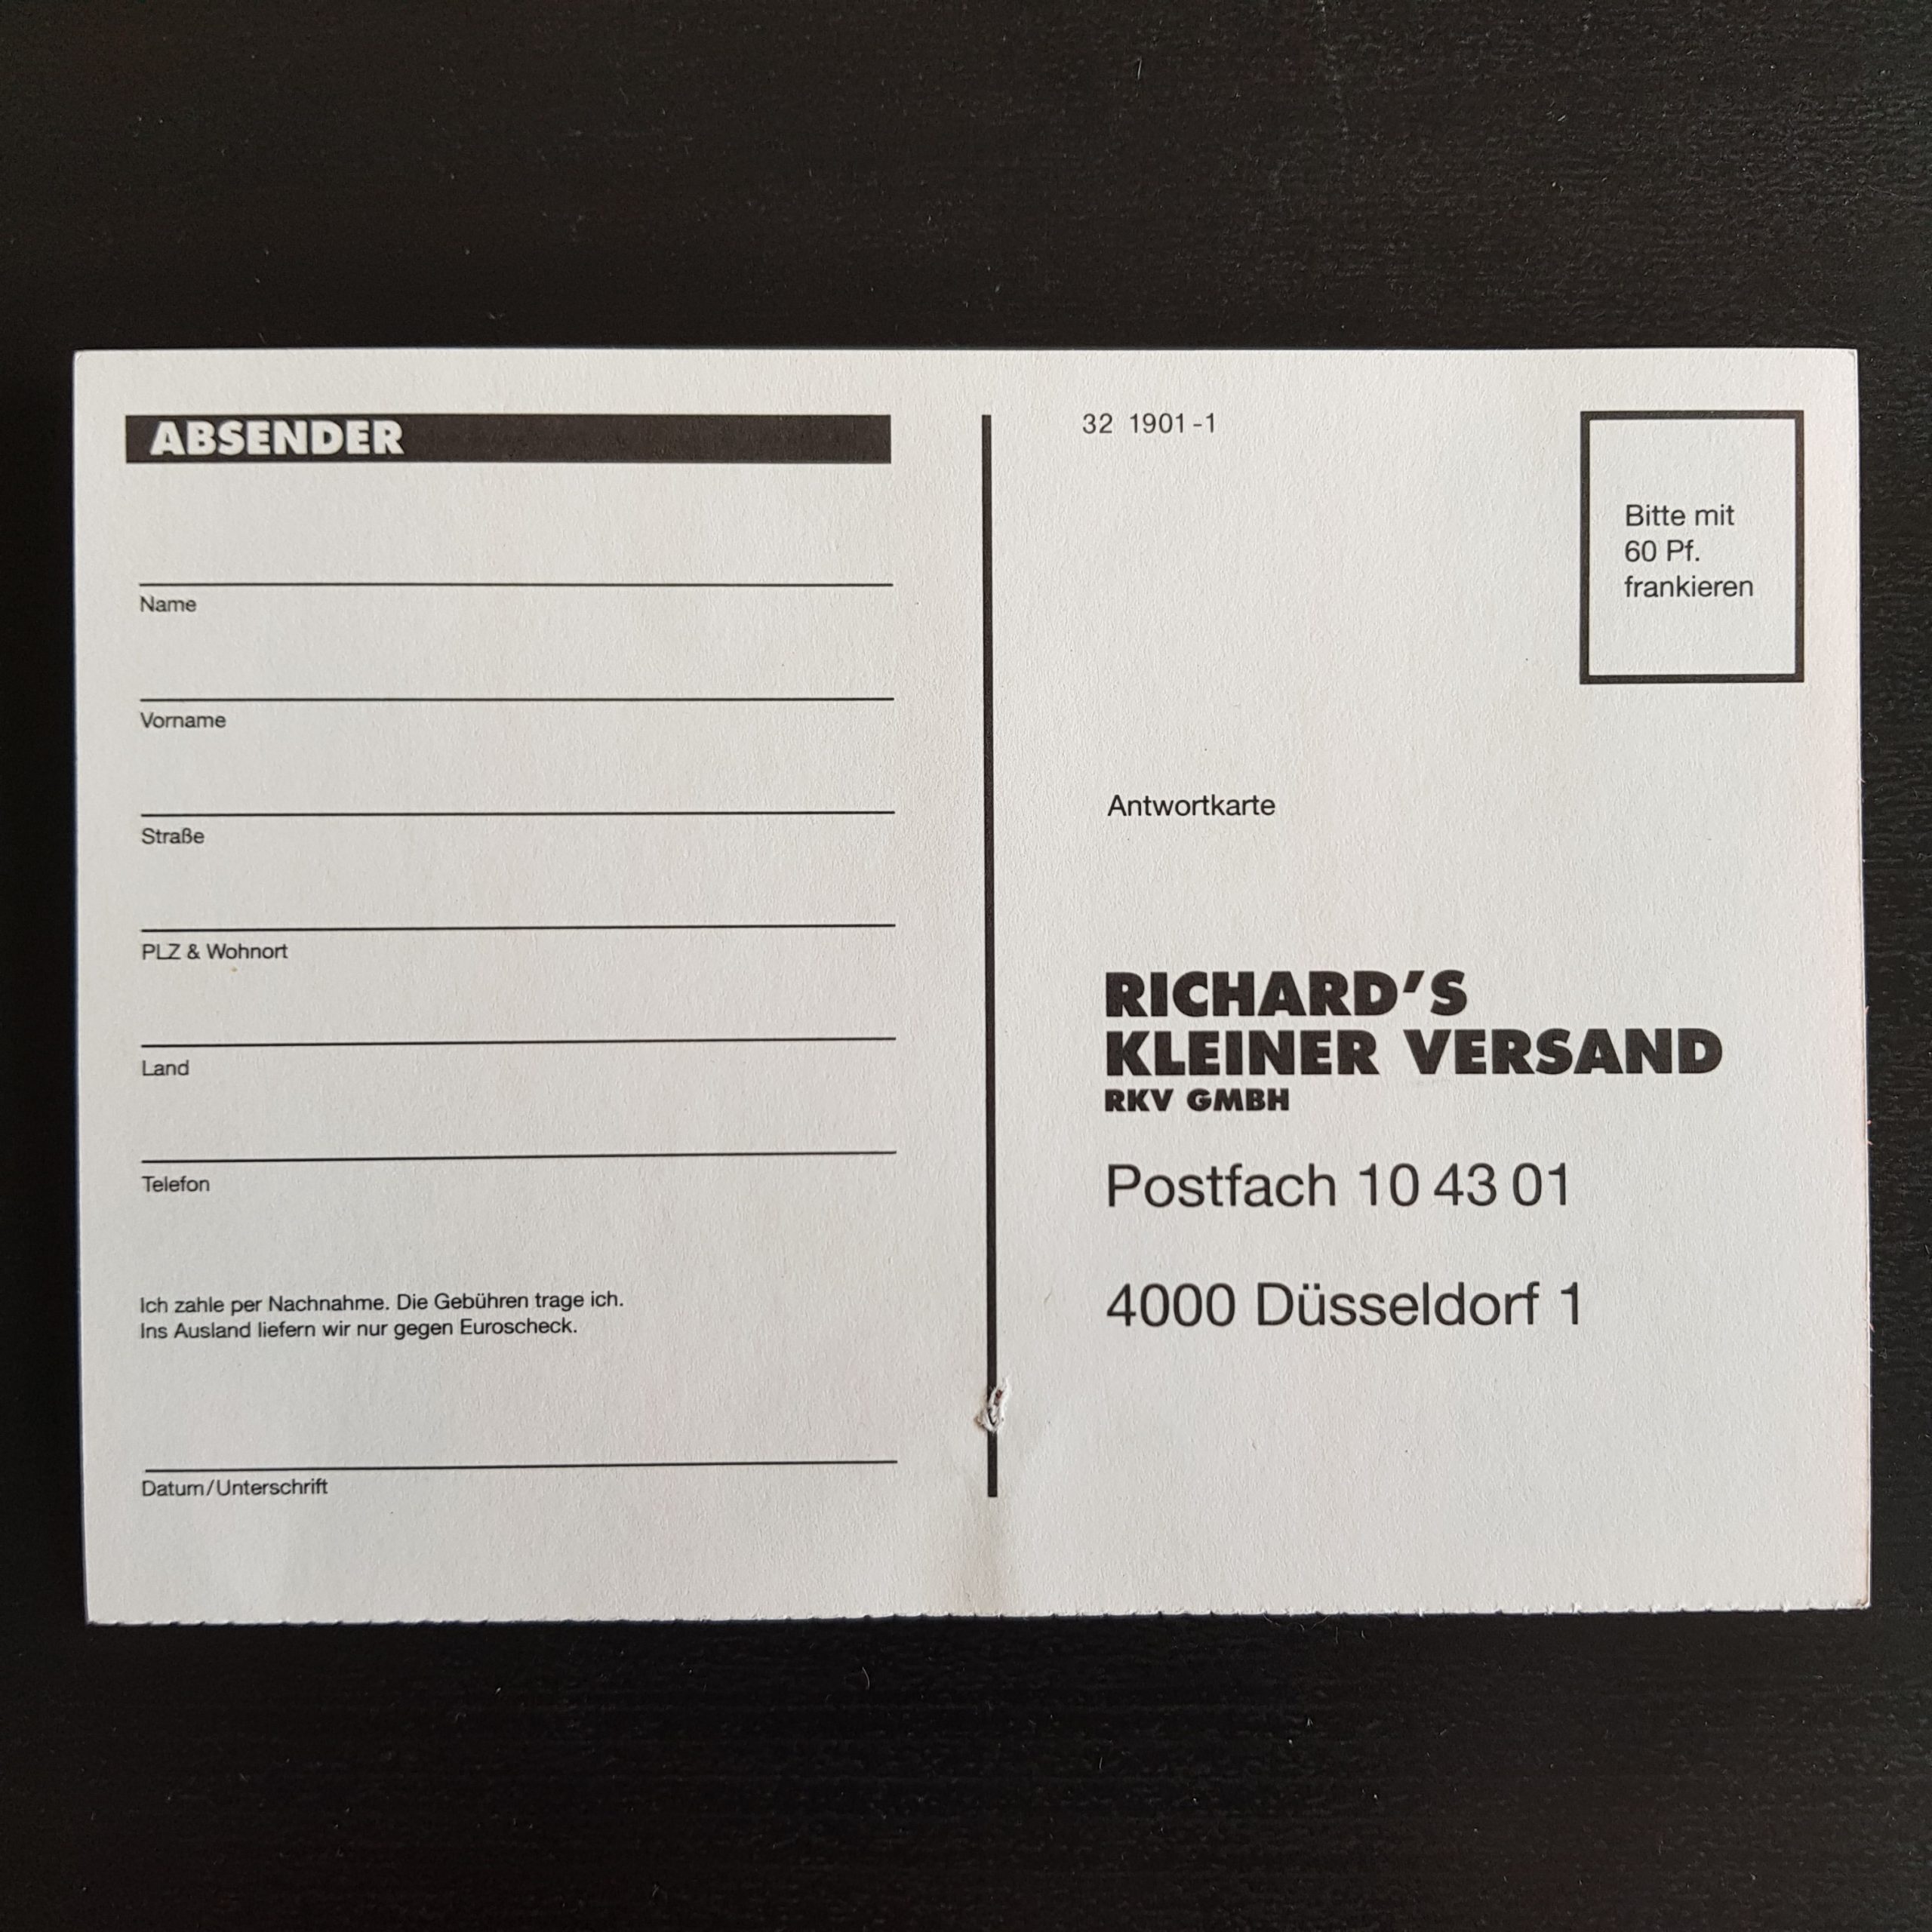 ABSENDER
Name
Vorname
Straße
PLZ & Wohnort
Land
Telefon
Ich zahle per Nachnahme. Die Gebühren trage ich.
Ins Ausland liefern wir nur gegen Euroscheck.
Datum/Unterschrift
32 1901-1
Bitte mit
60 Pf.
frankieren
Antwortkarte
RICHARD'S
KLEINER VERSAND
RKV GMBH
Postfach 10 43 01
4000 Düsseldorf 1